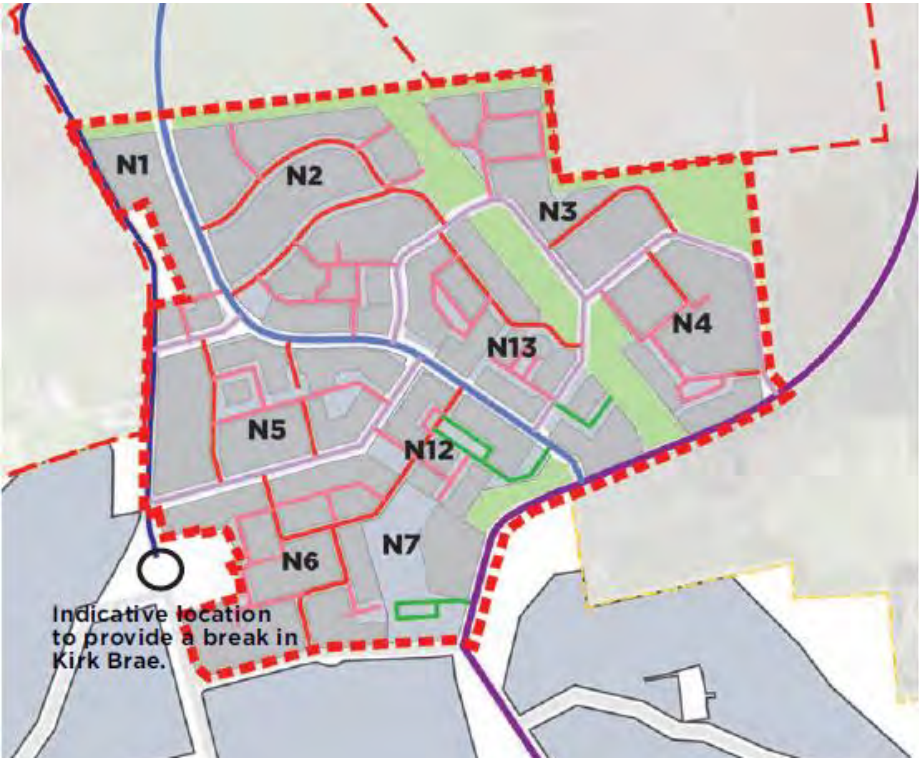 N1
N2
N3
N4
N13
N5
N12
N7
N6
Indicative location
to provide a break in
Kirk Brae.